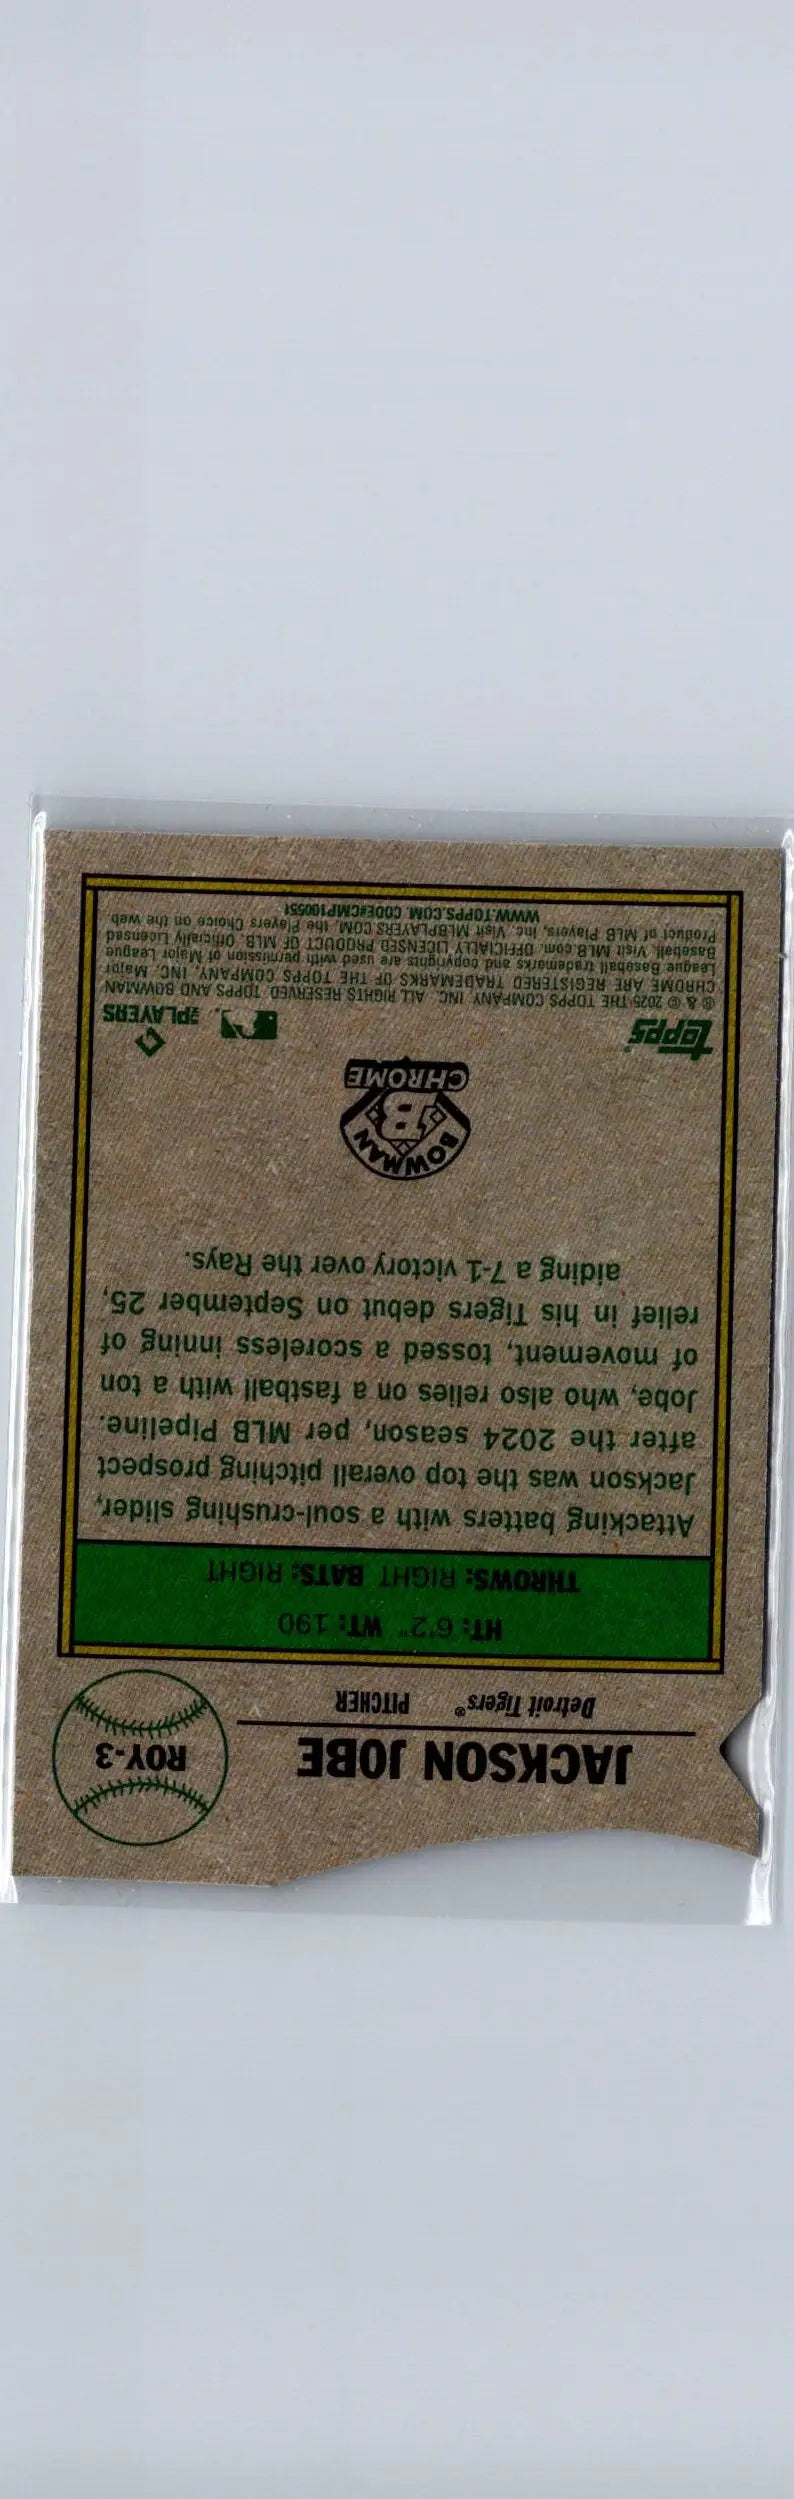 JACKSON JOBE
ROY-3
Detroit Tigers® PITCHER
HT: 6'2" WT: 190
THROWS: RIGHT BATS: RIGHT
Attacking batters with a soul-crushing slider,
Jackson was the top overall pitching prospect
after the 2024 season, per MLB Pipeline.
Jobe, who also relies on a fastball with a ton
of movement, tossed a scoreless inning of
relief in his Tigers debut on September 25,
aiding a 7-1 victory over the Rays.
BOWMAN
B
CHROME
topps®
PLAYERS
® & © 2025 THE TOPPS COMPANY, INC. ALL RIGHTS RESERVED. TOPPS AND BOWMAN
CHROME ARE REGISTERED TRADEMARKS OF THE TOPPS COMPANY, INC. Major
League Baseball trademarks and copyrights are used with permission of Major League
Baseball. Visit MLB.com. OFFICIALLY LICENSED PRODUCT OF MLB. Officially Licensed
Product of MLB Players, Inc. Visit MLBPLAYERS.COM, the Players Choice on the web.
WWW.TOPPS.COM. CODE#CMP100551